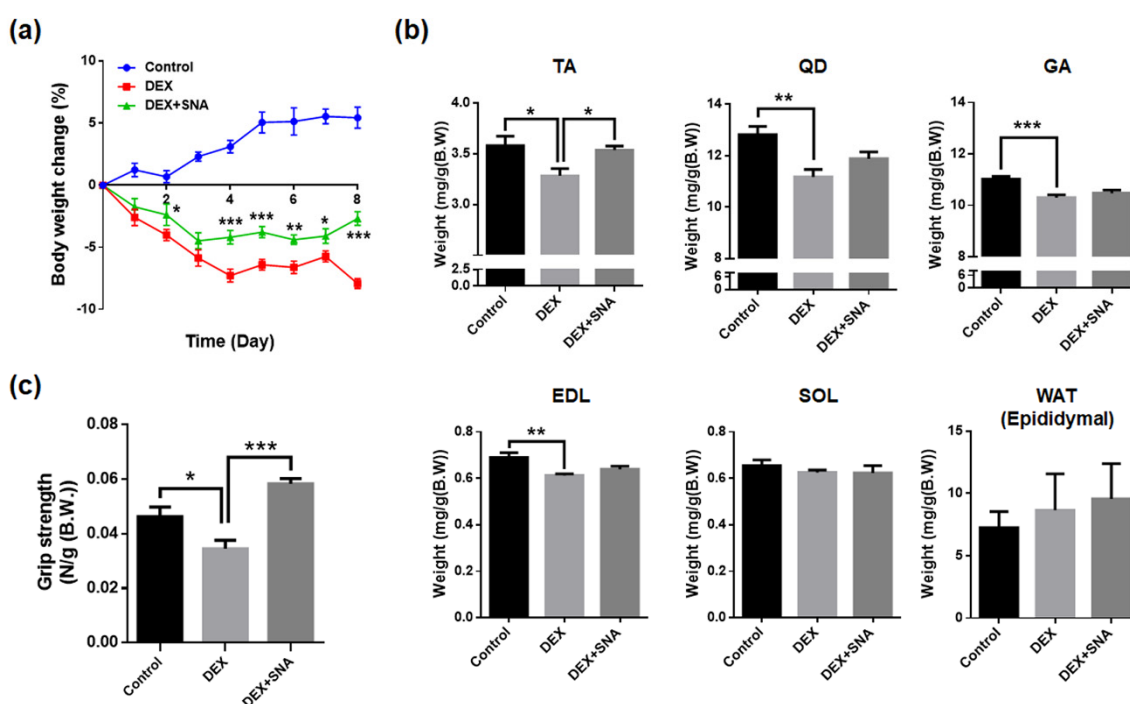 (a)
Body weight change (%)
10
5
0
-5
-10
Control
DEX
DEX+SNA
2
4
6
8
*
***
***
**
*
***
Time (Day)
(b)
TA
Weight (mg/g(B.W))
4.0
3.5
3.0
2.5
0.0
*
*
Control
DEX
DEX+SNA
QD
Weight (mg/g(B.W))
14
12
10
8
6
0
**
Control
DEX
DEX+SNA
GA
Weight (mg/g(B.W))
14
12
10
8
6
0
***
Control
DEX
DEX+SNA
(c)
Grip strength
(N/g (B.W.))
0.08
0.06
0.04
0.02
0.00
*
***
Control
DEX
DEX+SNA
EDL
Weight (mg/g(B.W))
0.8
0.6
0.4
0.2
0.0
**
Control
DEX
DEX+SNA
SOL
Weight (mg/g(B.W))
0.8
0.6
0.4
0.2
0.0
Control
DEX
DEX+SNA
WAT
(Epididymal)
Weight (mg/g(B.W))
15
10
5
0
Control
DEX
DEX+SNA